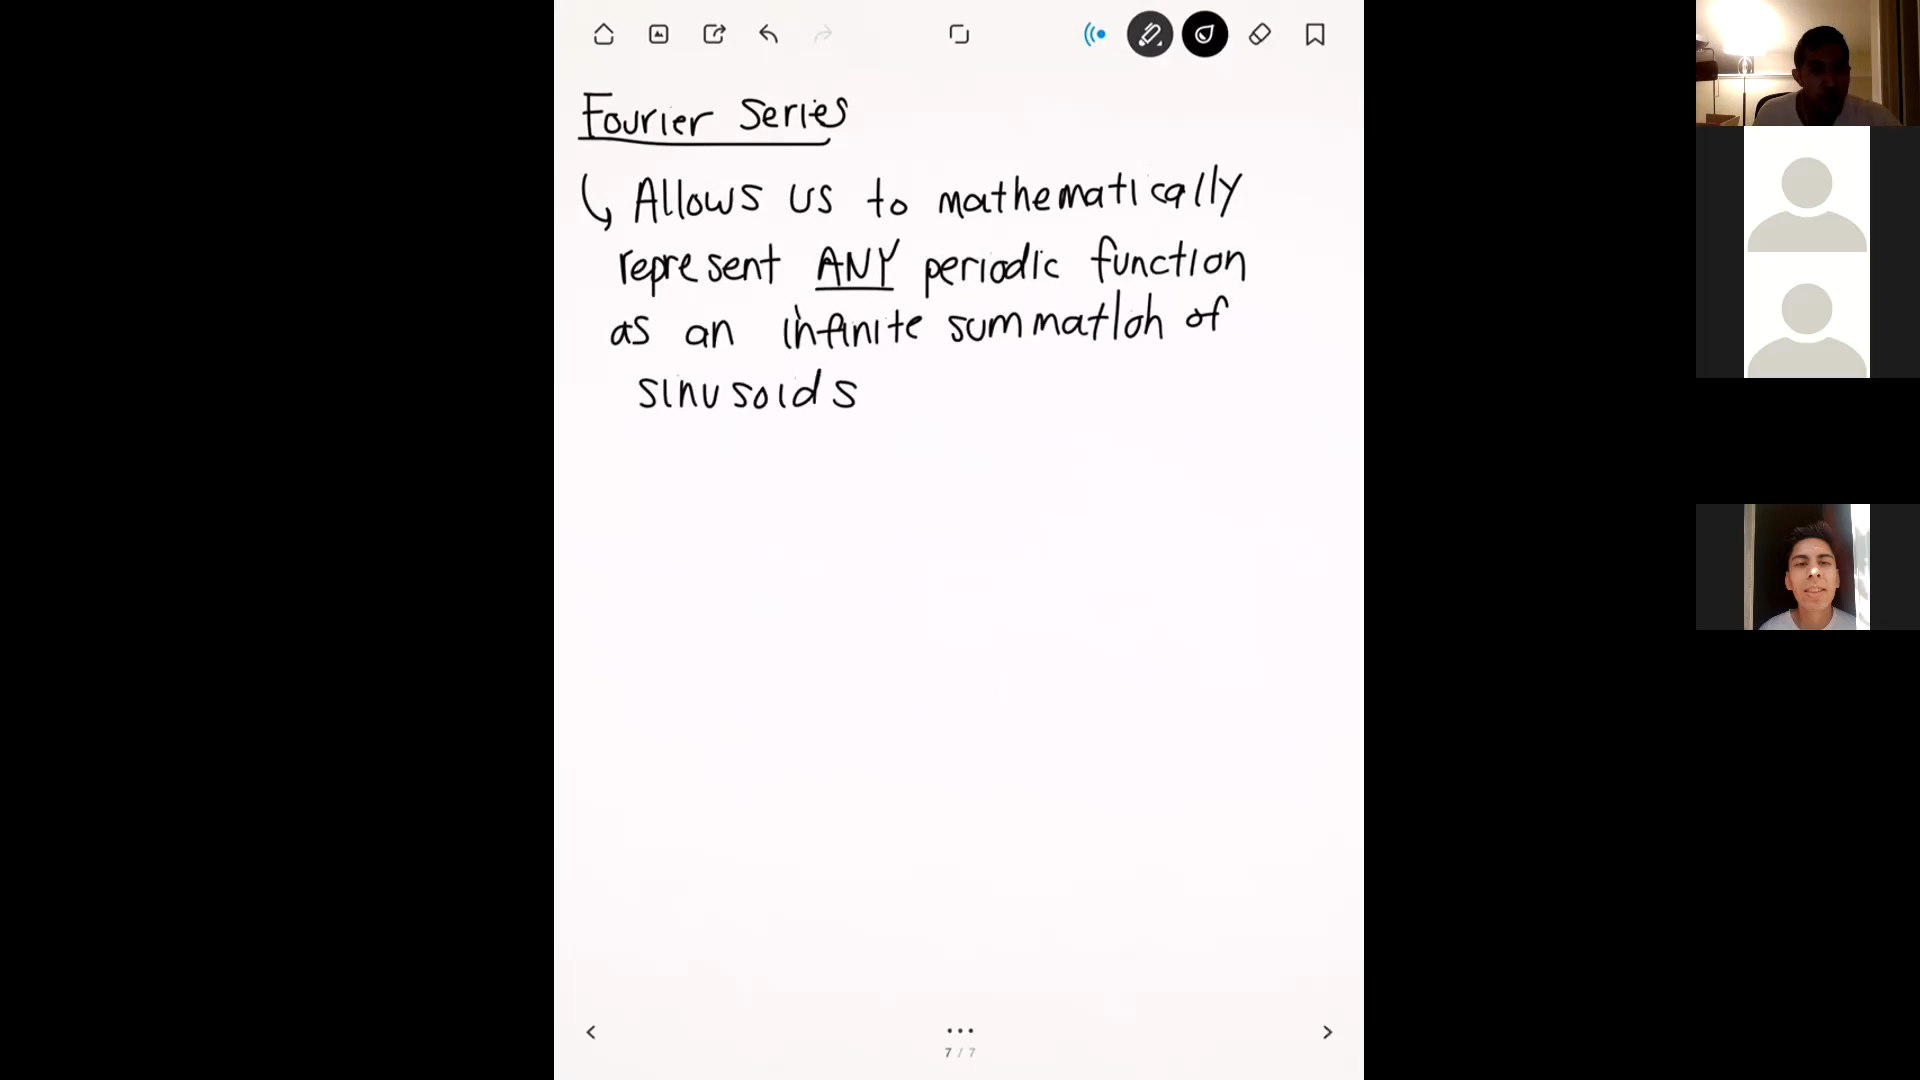 Fourier Series
Allows us to mathematically
represent ANY periodic function
as an infinite summation of
sinusoids
7 / 7